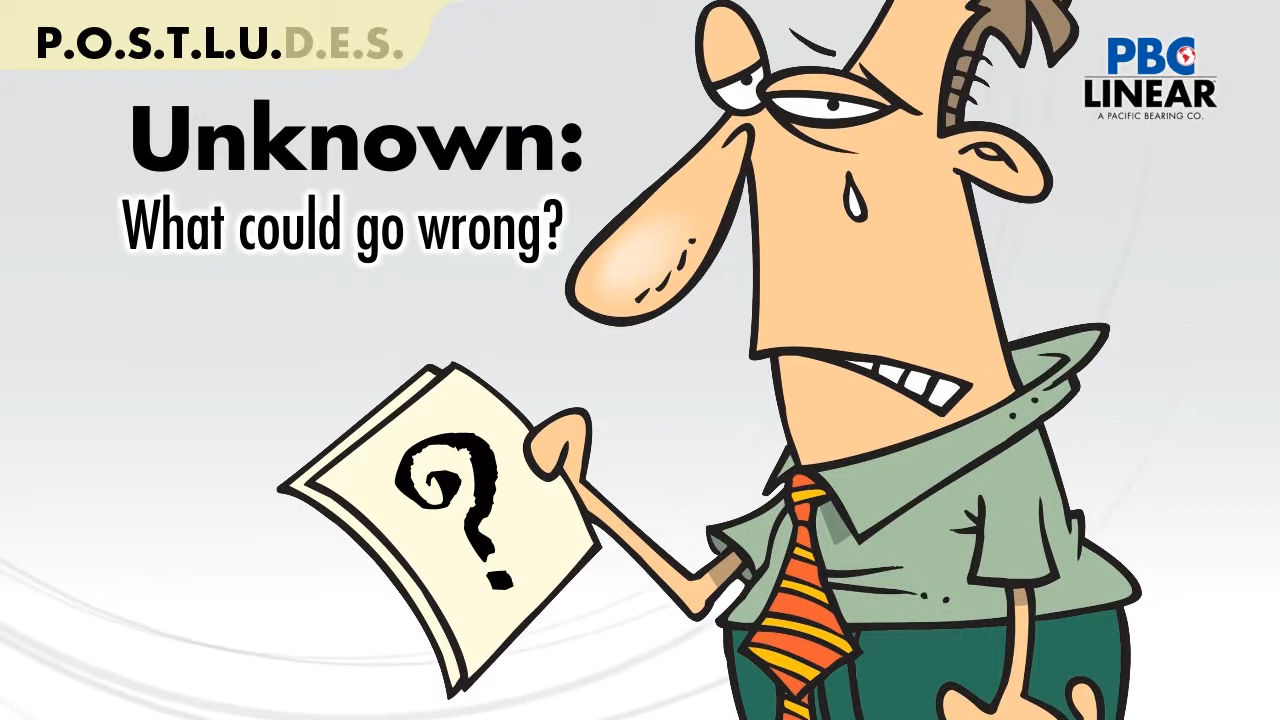 P.O.S.T.L.U.D.E.S.
PBC
LINEAR
A PACIFIC BEARING CO.
Unknown:
What could go wrong?
?